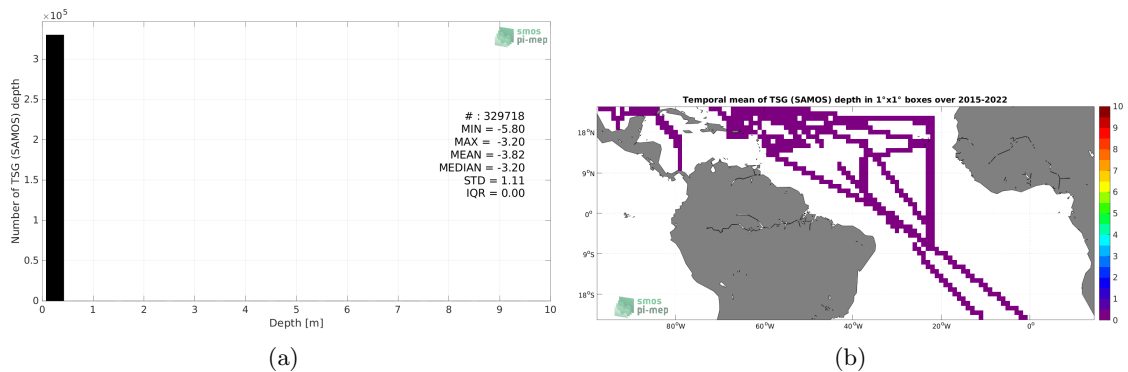 ×10⁵
smos
pi-mep
3
2.5
2
1.5
1
0.5
0
Number of TSG (SAMOS) depth
# : 329718
MIN = -5.80
MAX = -3.20
MEAN = -3.82
MEDIAN = -3.20
STD = 1.11
IQR = 0.00
0 1 2 3 4 5 6 7 8 9 10
Depth [m]
(a)
Temporal mean of TSG (SAMOS) depth in 1°x1° boxes over 2015-2022
18°N
9°N
0°
9°S
18°S
80°W 60°W 40°W 20°W 0°
10
9
8
7
6
5
4
3
2
1
0
smos
pi-mep
(b)